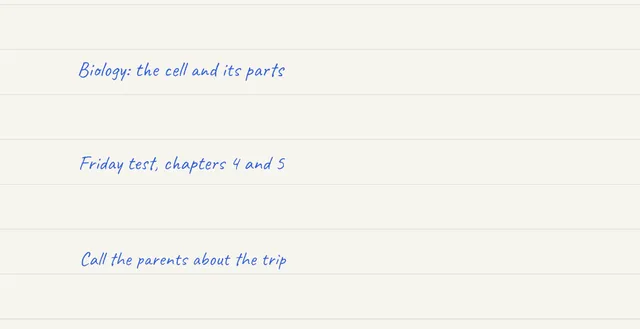 Biology: the cell and its parts
Friday test, chapters 4 and 5
Call the parents about the trip